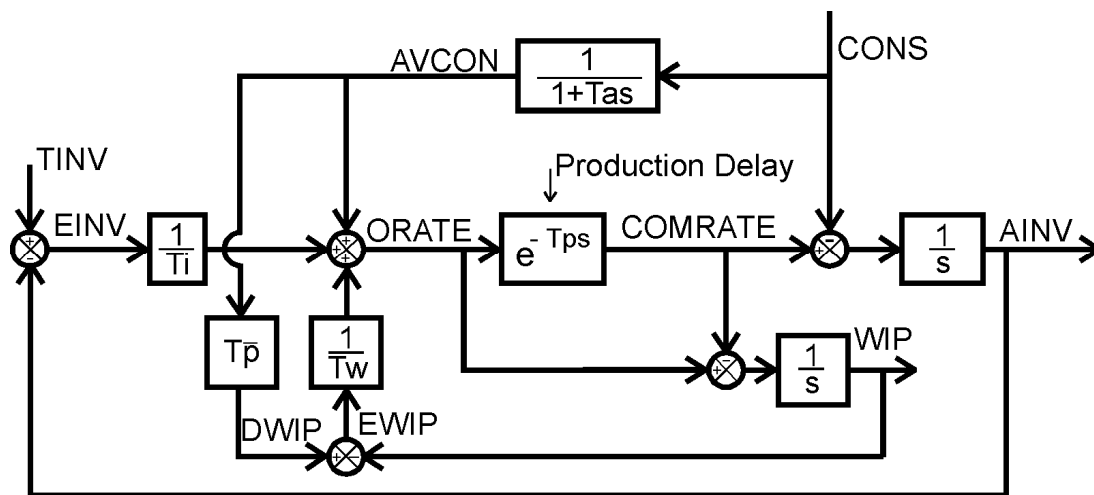 CONS
AVCON
1
1+Tas
TINV
Production Delay
EINV
1
Ti
ORATE
e- Tps
COMRATE
1
s
AINV
Tp̅
1
Tw
WIP
1
s
DWIP
EWIP